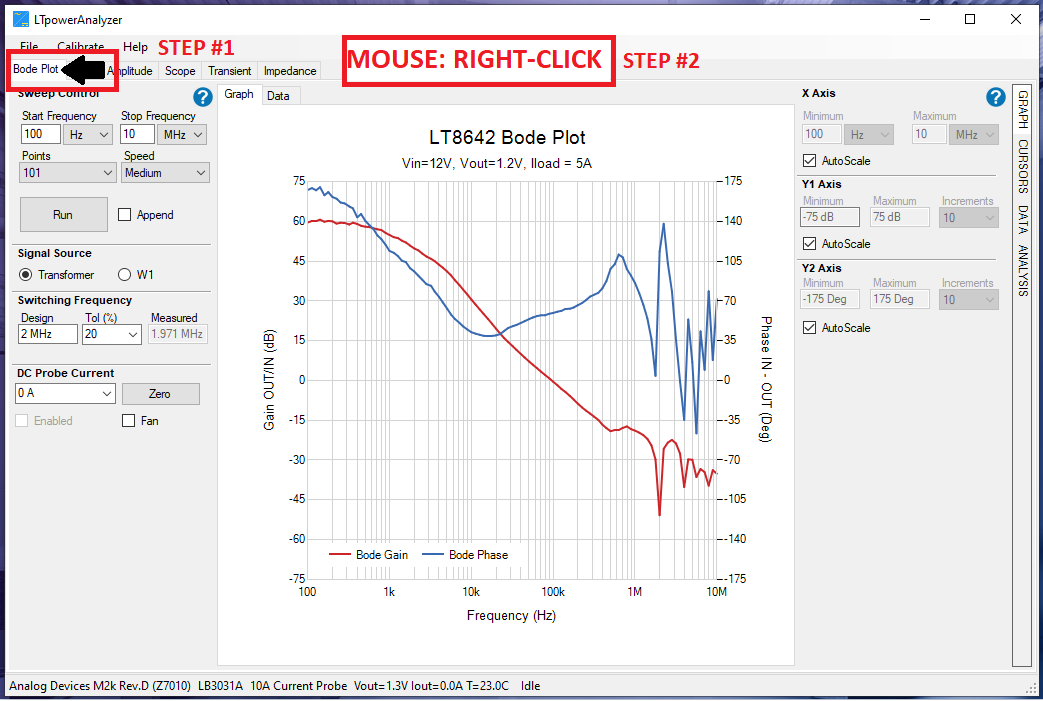 LTpowerAnalyzer
File Calibrate Help STEP #1
MOUSE: RIGHT-CLICK STEP #2
Bode Plot Amplitude Scope Transient Impedance
Sweep Control
Start Frequency Stop Frequency
100 Hz 10 MHz
Points Speed
101 Medium
Run Append
Signal Source
Transformer W1
Switching Frequency
Design Tol (%) Measured
2 MHz 20 1.971 MHz
DC Probe Current
0 A Zero
Enabled Fan
Graph Data
LT8642 Bode Plot
Vin=12V, Vout=1.2V, Iload = 5A
Gain OUT/IN (dB)
75
60
45
30
15
0
-15
-30
-45
-60
-75
175
140
105
70
35
0
-35
-70
-105
-140
-175
Phase IN - OUT (Deg)
Bode Gain Bode Phase
100 1k 10k 100k 1M 10M
Frequency (Hz)
X Axis
Minimum Maximum
100 Hz 10 MHz
AutoScale
Y1 Axis
Minimum Maximum Increments
-75 dB 75 dB 10
AutoScale
Y2 Axis
Minimum Maximum Increments
-175 Deg 175 Deg 10
AutoScale
GRAPH CURSORS DATA ANALYSIS
Analog Devices M2k Rev.D (Z7010) LB3031A 10A Current Probe Vout=1.3V Iout=0.0A T=23.0C Idle